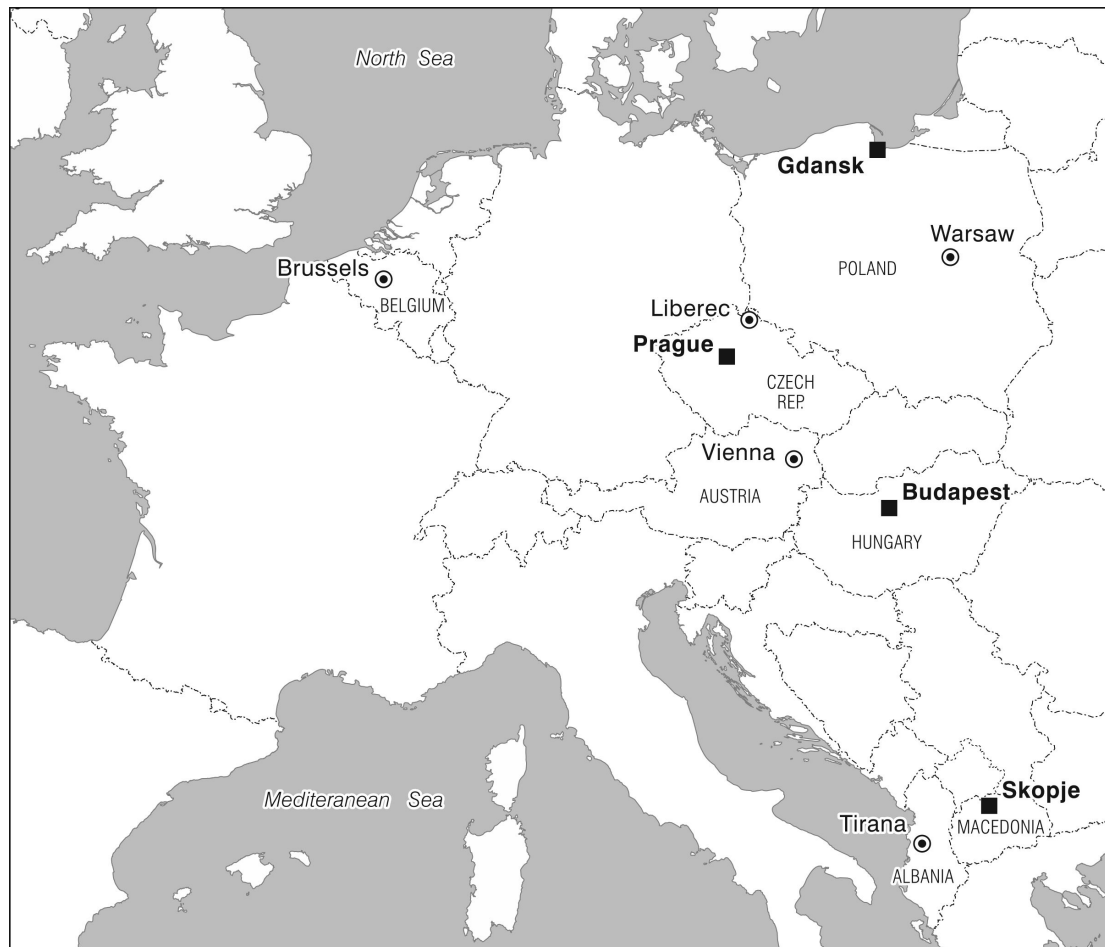 North Sea
Gdansk
Warsaw
POLAND
Brussels
BELGIUM
Liberec
Prague
CZECH
REP.
Vienna
AUSTRIA
Budapest
HUNGARY
Mediteranean Sea
Skopje
MACEDONIA
Tirana
ALBANIA